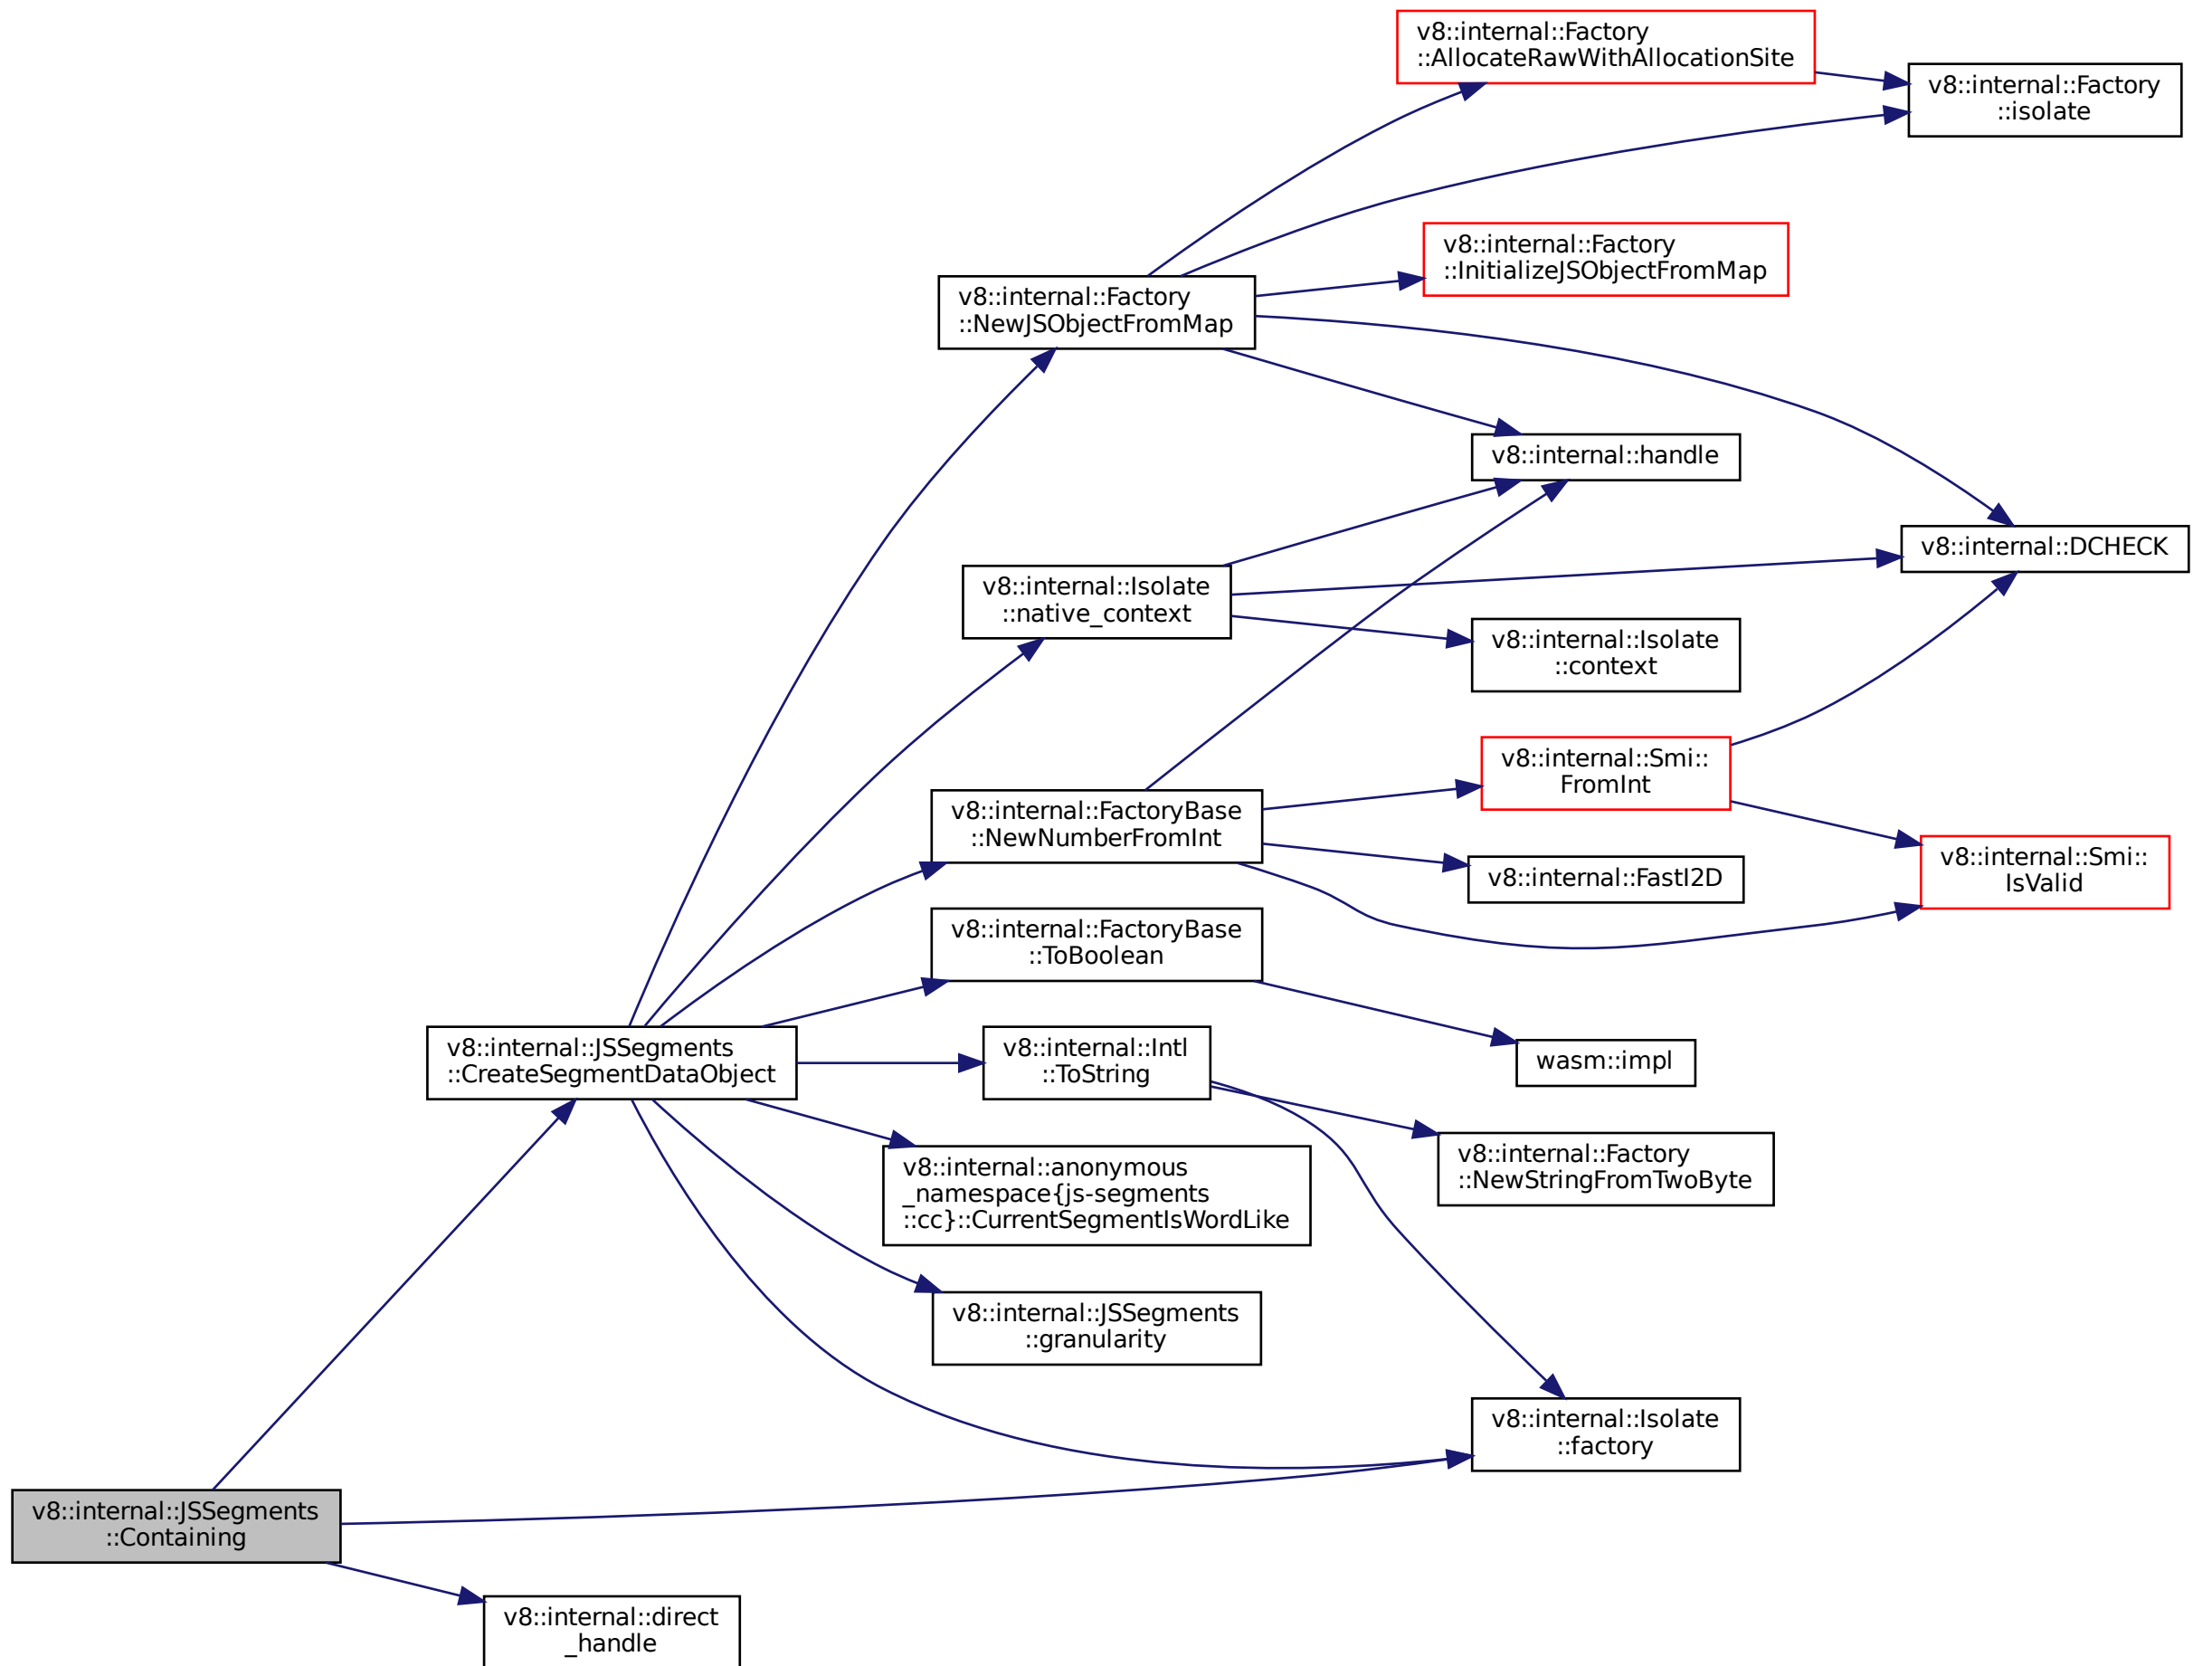 v8::internal::Factory
::AllocateRawWithAllocationSite
v8::internal::Factory
::isolate
v8::internal::Factory
::InitializeJSObjectFromMap
v8::internal::Factory
::NewJSObjectFromMap
v8::internal::handle
v8::internal::DCHECK
v8::internal::Isolate
::native_context
v8::internal::Isolate
::context
v8::internal::Smi::
FromInt
v8::internal::FactoryBase
::NewNumberFromInt
v8::internal::FastI2D
v8::internal::Smi::
IsValid
v8::internal::FactoryBase
::ToBoolean
v8::internal::JSSegments
::CreateSegmentDataObject
v8::internal::Intl
::ToString
wasm::impl
v8::internal::Factory
::NewStringFromTwoByte
v8::internal::anonymous
_namespace{js-segments
::cc}::CurrentSegmentIsWordLike
v8::internal::JSSegments
::granularity
v8::internal::Isolate
::factory
v8::internal::JSSegments
::Containing
v8::internal::direct
_handle